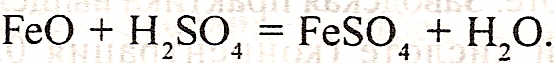 FeO + H₂SO₄ = FeSO₄ + H₂O.